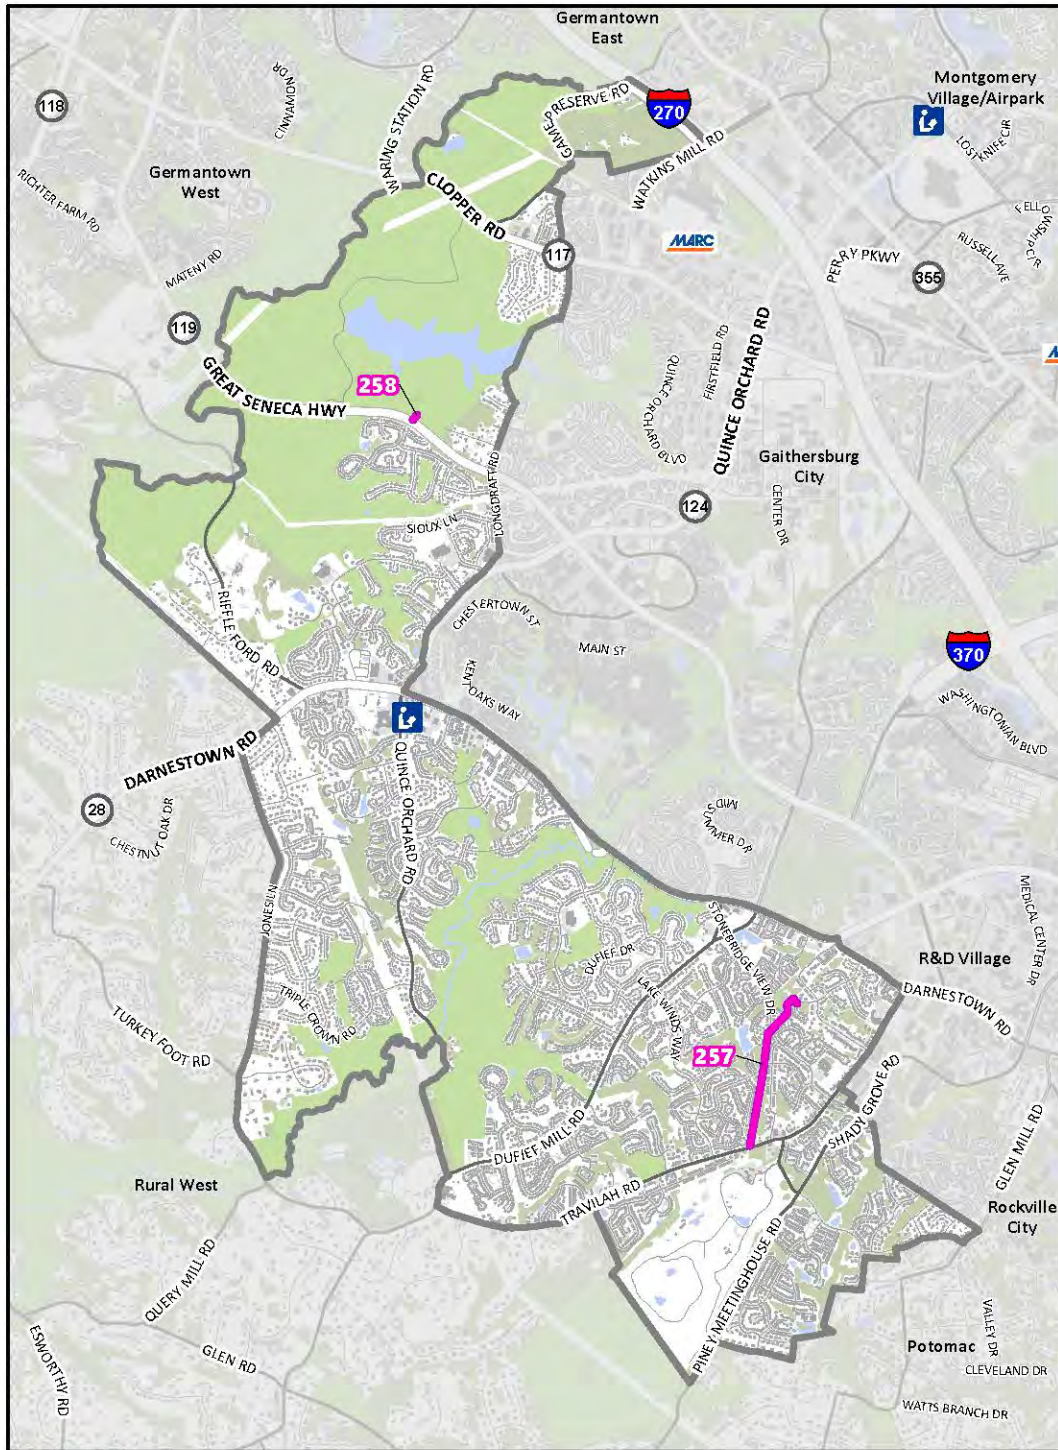 Germantown
East
118
CINNAMON DR
WARING STATION RD
GAME PRESERVE RD
270
WATKINS MILL RD
Montgomery
Village/Airpark
LOST KNIFE CIR
Germantown
West
RICHTER FARM RD
CLOPPER RD
117
MARC
FELLOWSHIP CIR
RUSSELL AVE
PERRY PKWY
355
MATENY RD
119
GREAT SENECA HWY
258
QUINCE ORCHARD BLVD
FIRSTFIELD RD
QUINCE ORCHARD RD
M
Gaithersburg
City
124
CENTER DR
LONGDRAFT RD
SIOUX LN
RIFFLE FORD RD
CHESTERTOWN ST
MAIN ST
KENT OAKS WAY
370
WASHINGTONIAN BLVD
DARNESTOWN RD
28
CHESTNUT OAK DR
QUINCE ORCHARD RD
MIDSUMMER DR
JONES LN
MEDICAL CENTER DR
STONEBRIDGE VIEW DR
DUFIEF DR
LAKE WINDS WAY
R&D Village
DARNESTOWN RD
TRIPLE CROWN RD
TURKEY FOOT RD
257
SHADY GROVE RD
DUFIEF MILL RD
GLEN MILL RD
Rural West
TRAVILAH RD
Rockville
City
QUERY MILL RD
PINEY MEETINGHOUSE RD
ESWORTHY RD
GLEN RD
Potomac
VALLEY DR
CLEVELAND DR
WATTS BRANCH DR